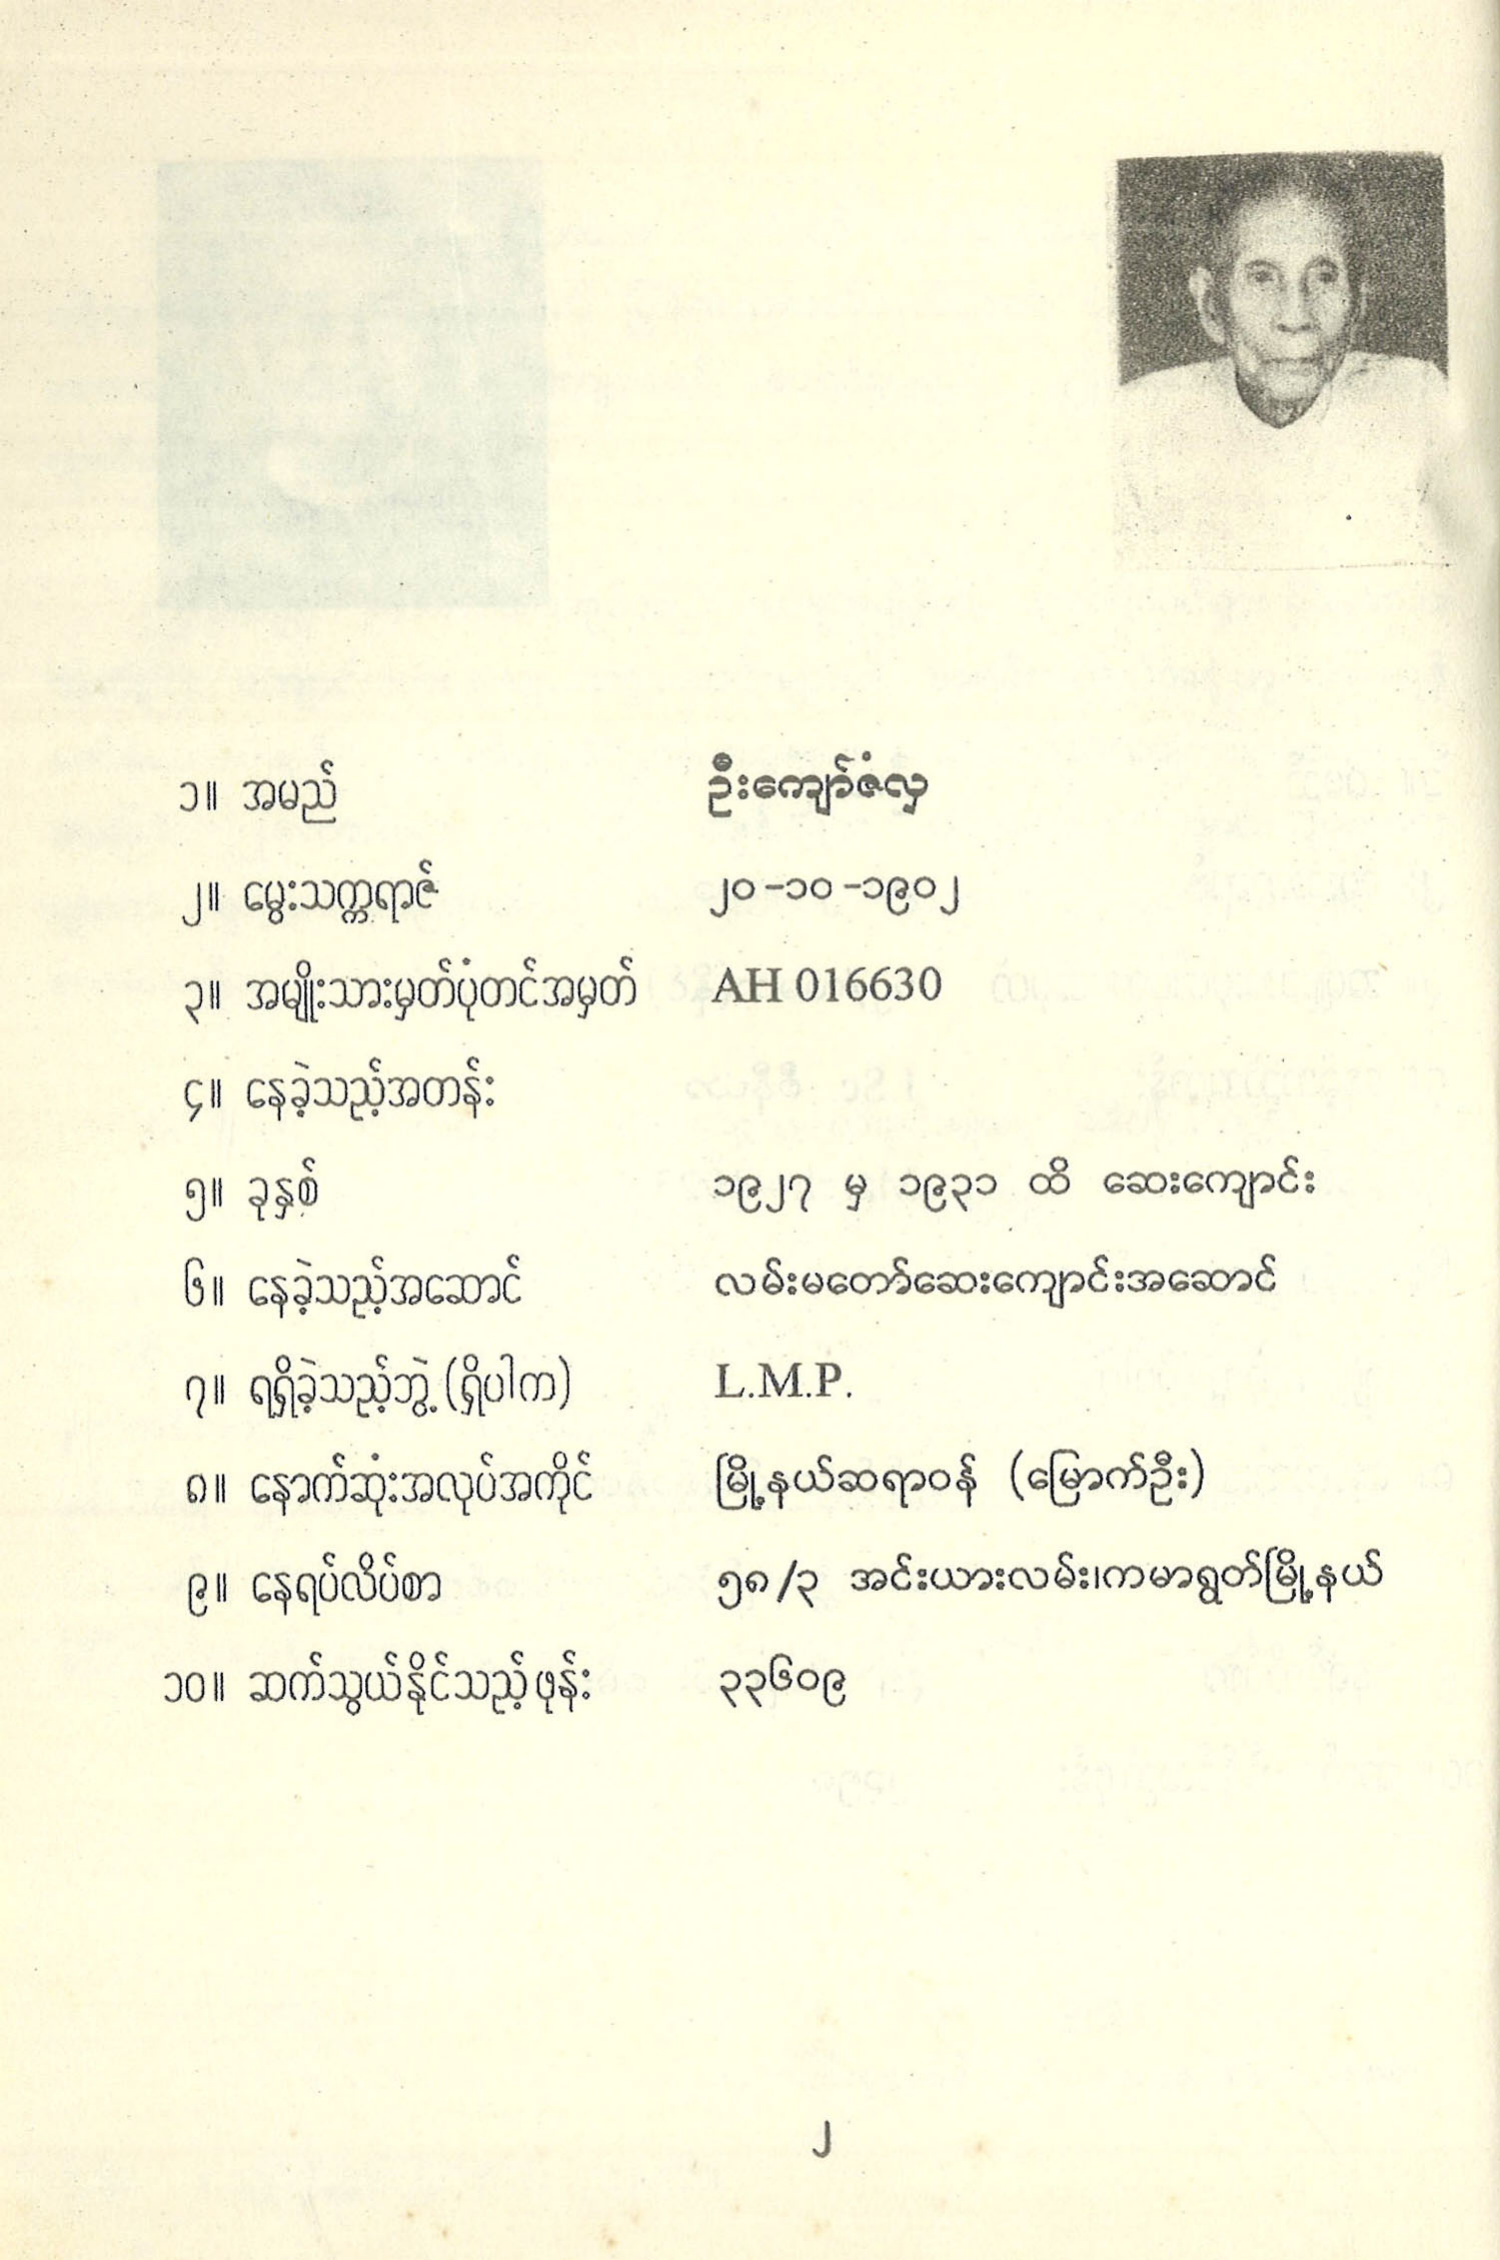 ၁။ အမည် ဦးကျော်ဇံလှ
၂။ မွေးသက္ကရာဇ် ၂၀-၁၀-၁၉၀၂
၃။ အမျိုးသားမှတ်ပုံတင်အမှတ် AH 016630
၄။ နေခဲ့သည့်အတန်း
၅။ ခုနှစ် ၁၉၂၇ မှ ၁၉၃၁ ထိ ဆေးကျောင်း
၆။ နေခဲ့သည့်အဆောင် လမ်းမတော်ဆေးကျောင်းအဆောင်
၇။ ရရှိခဲ့သည့်ဘွဲ့(ရှိပါက) L.M.P.
၈။ နောက်ဆုံးအလုပ်အကိုင် မြို့နယ်ဆရာဝန် (မြောက်ဦး)
၉။ နေရပ်လိပ်စာ ၅၈/၃ အင်းယားလမ်း၊ကမာရွတ်မြို့နယ်
၁၀။ ဆက်သွယ်နိုင်သည့်ဖုန်း ၃၃၆၀၉
၂